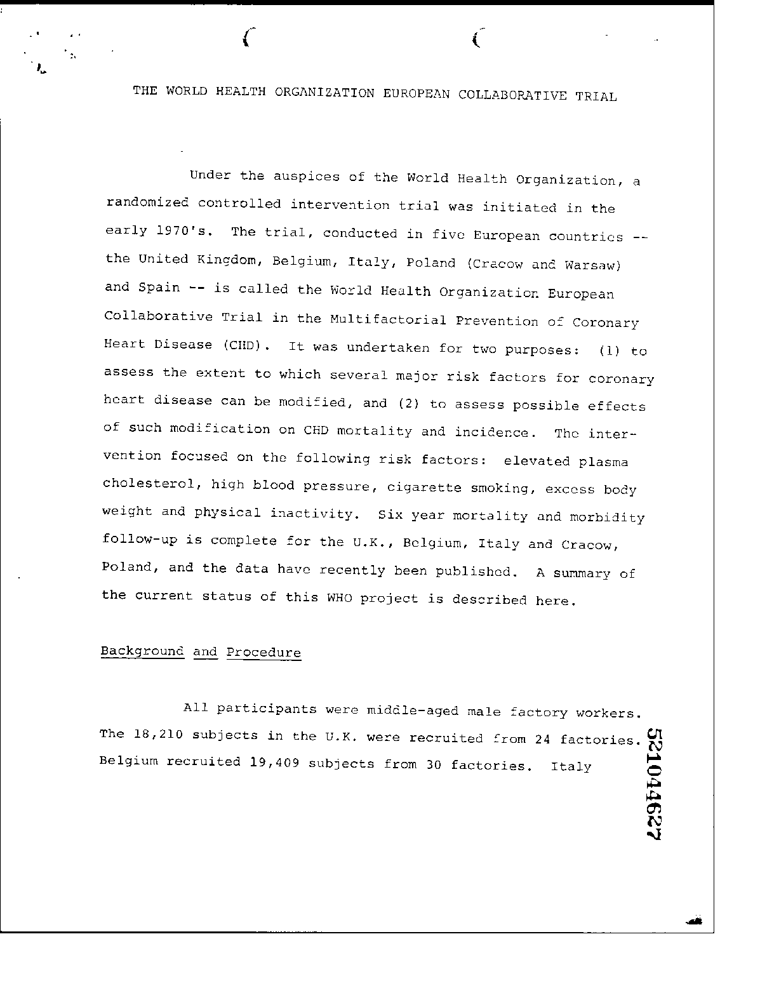 THE WORLD HEALTH ORGANIZATION EUROPEAN COLLABORATIVE TRIAL
Under the auspices of the World Health Organization, a
randomized controlled intervention trial was initiated in the
early 1970's. The trial, conducted in five European countries --
the United Kingdom, Belgium, Italy, Poland (Cracow and Warsaw)
and Spain -- is called the World Health Organization European
Collaborative Trial in the Multifactorial Prevention of Coronary
Heart Disease (CHD). It was undertaken for two purposes: (1) to
assess the extent to which several major risk factors for coronary
heart disease can be modified, and (2) to assess possible effects
of such modification on CHD mortality and incidence. The inter-
vention focused on the following risk factors: elevated plasma
cholesterol, high blood pressure, cigarette smoking, excess body
weight and physical inactivity. Six year mortality and morbidity
follow-up is complete for the U.K., Belgium, Italy and Cracow,
Poland, and the data have recently been published. A summary of
the current status of this WHO project is described here.
Background and Procedure
All participants were middle-aged male factory workers.
The 18,210 subjects in the U.K. were recruited from 24 factories.
Belgium recruited 19,409 subjects from 30 factories. Italy
521044627